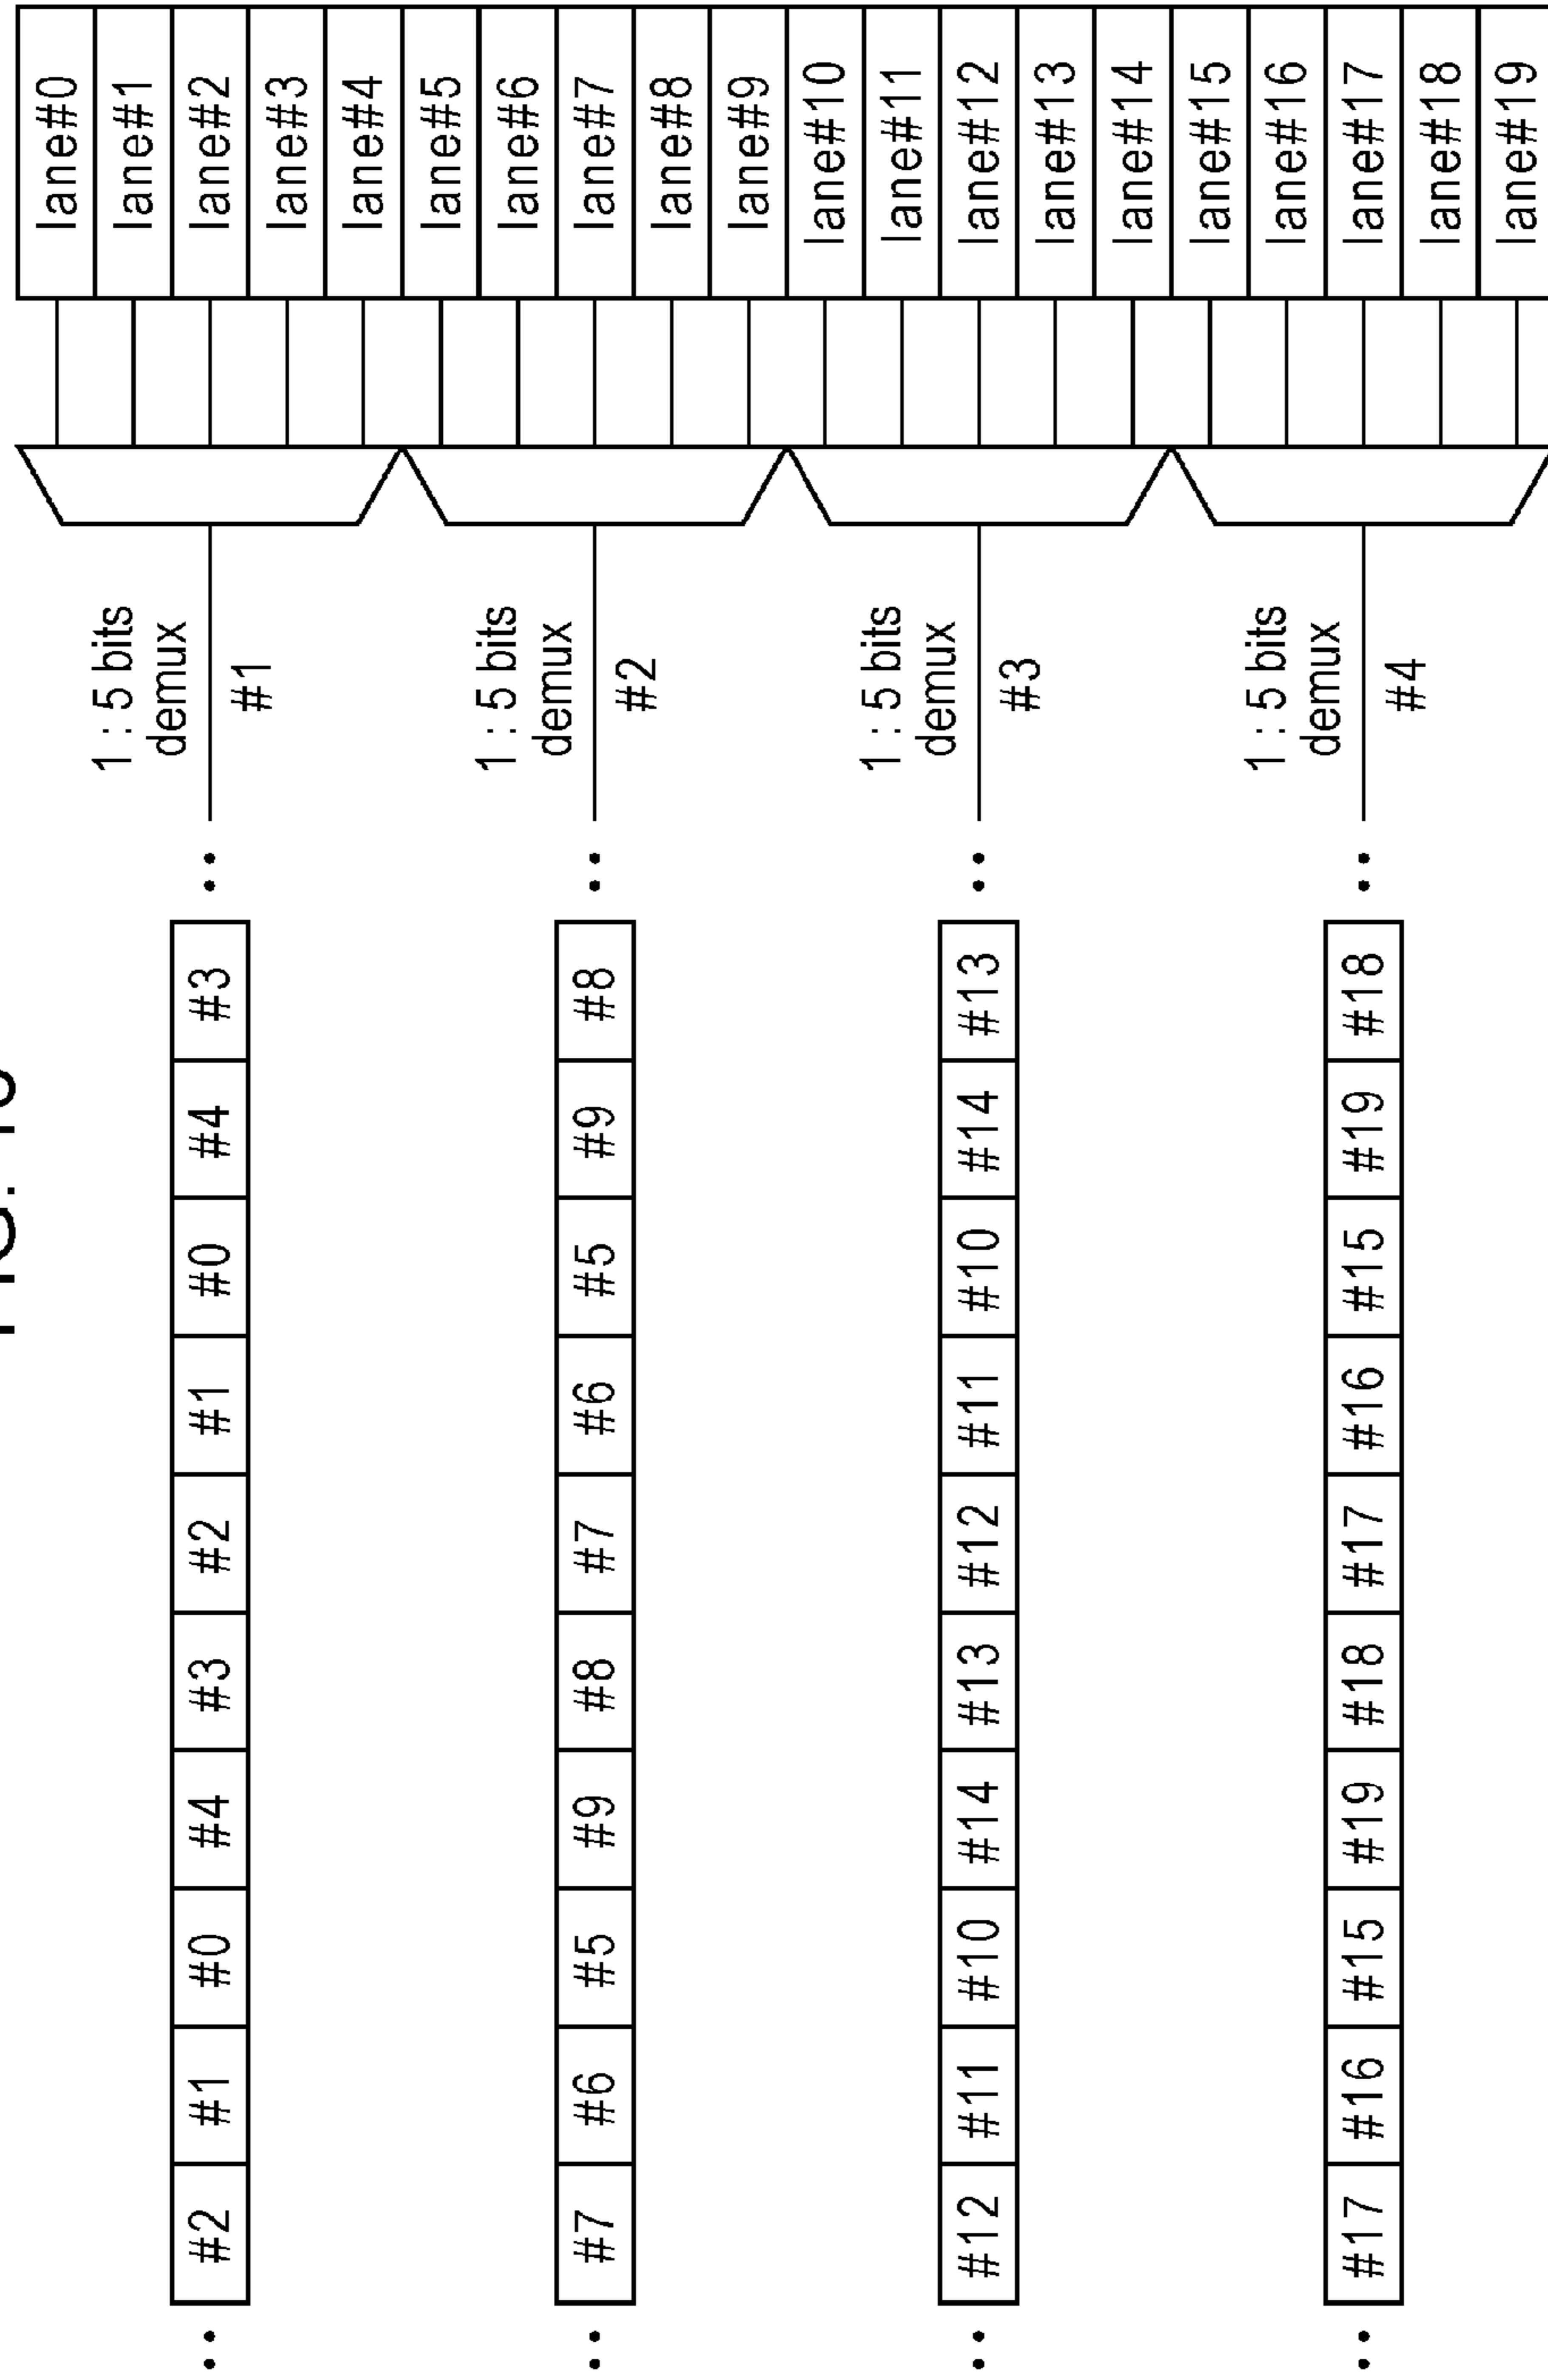 FIG.
lane#0
lane#1
1 : 5 bits
demux
#2 #1 #0 #4 #3 #2 #1 #0 #4 #3
lane#2
#1
lane#3
lane#4
lane#5
1 : 5 bits
lane#6
demux
#7 #6 #5 #9 #8 #7 #6 #5 #9 #8
lane#7
#2
lane#8
lane#9
lane#10
1 : 5 bits
lane#11
demux
#12 #11 #10 #14 #13 #12 #11 #10 #14 #13
lane#12
#3
lane#13
lane#14
lane#15
1 : 5 bits
lane#16
demux
#17 #16 #15 #19 #18 #17 #16 #15 #19 #18
lane#17
#4
lane#18
lane#19